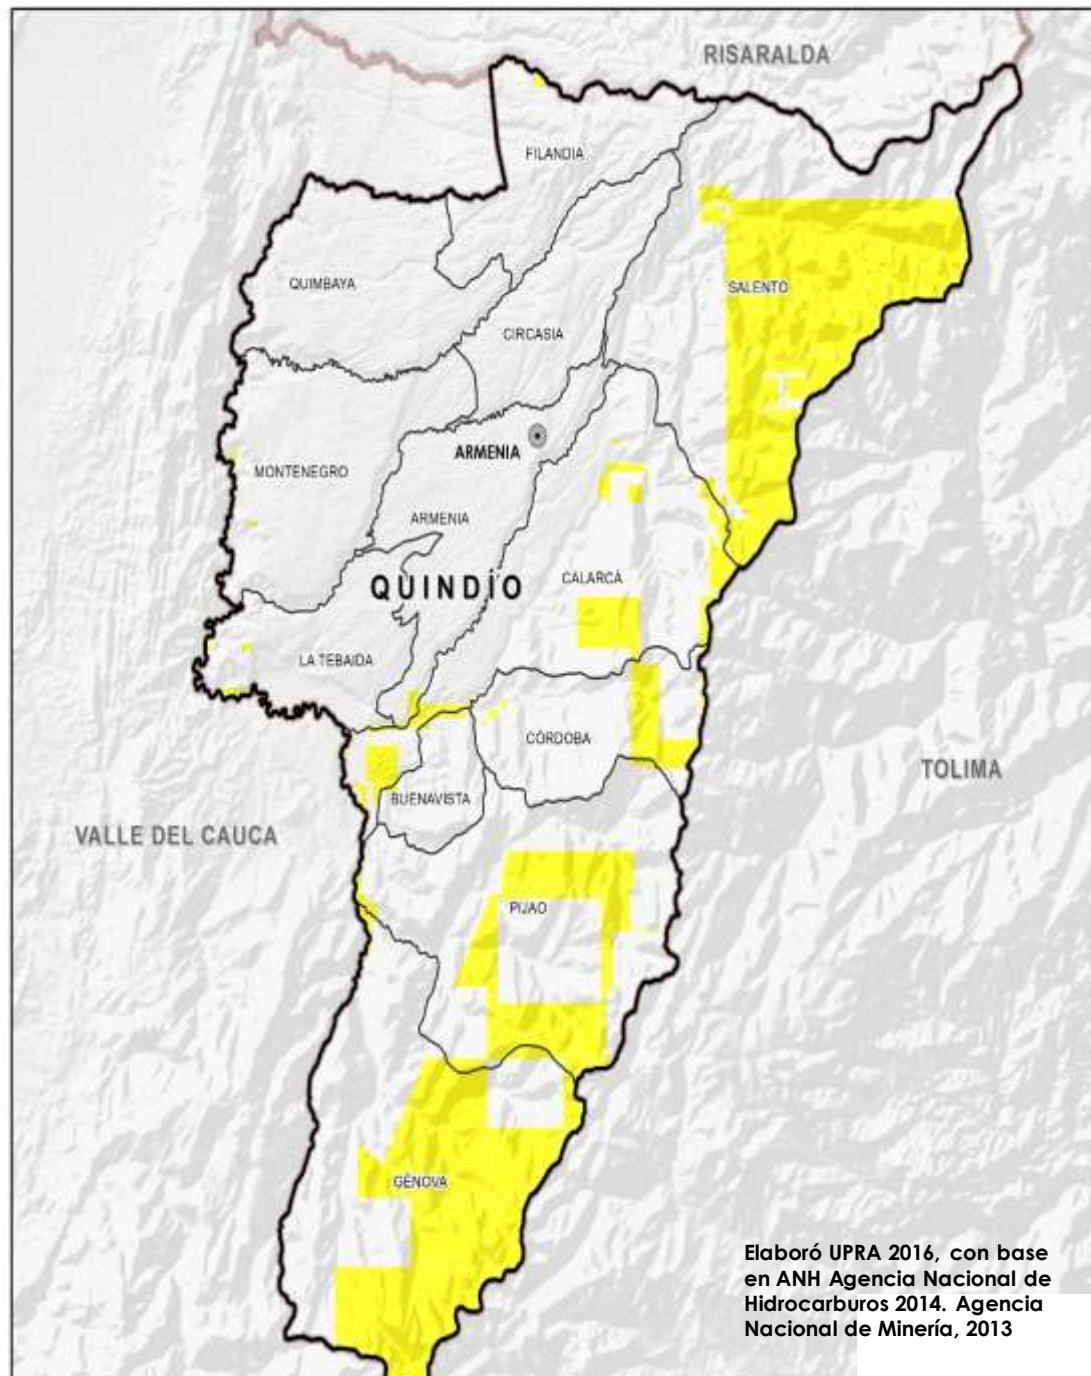 RISARALDA
FILANDIA
QUIMBAYA
SALENTO
CIRCASIA
ARMENIA
MONTENEGRO
ARMENIA
QUINDÍO
CALARCÁ
LA TEBAIDA
CÓRDOBA
TOLIMA
BUENAVISTA
VALLE DEL CAUCA
PIJAO
GÉNOVA
Elaboró UPRA 2016, con base
en ANH Agencia Nacional de
Hidrocarburos 2014. Agencia
Nacional de Minería, 2013